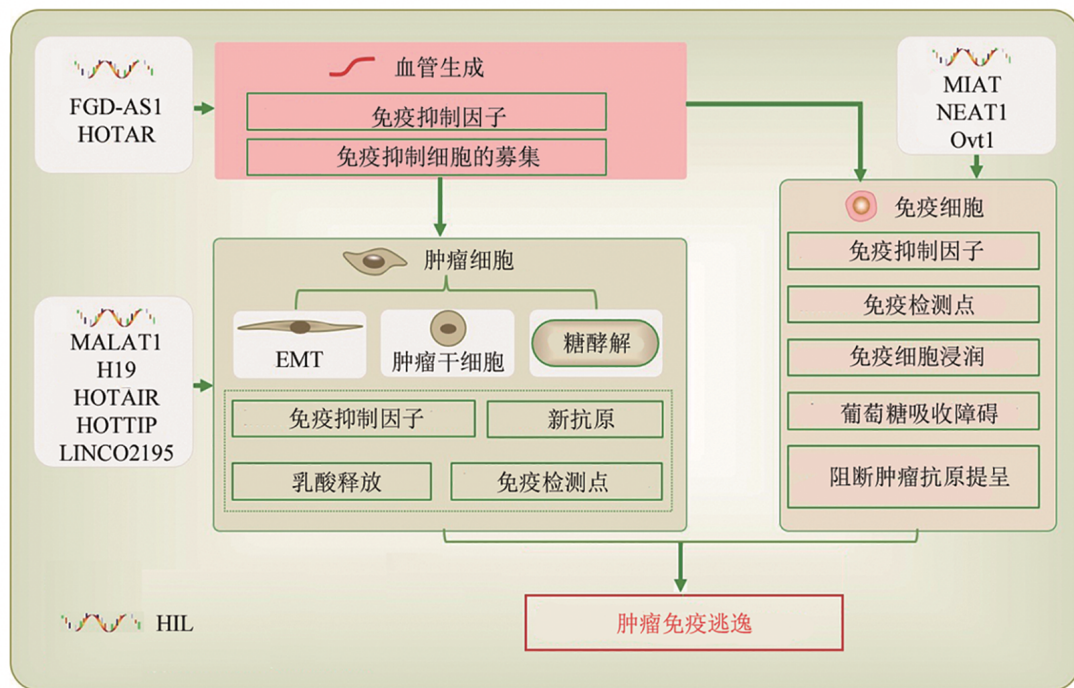 FGD-AS1
HOTAR
血管生成
免疫抑制因子
免疫抑制细胞的募集
MIAT
NEAT1
Ovt1
免疫细胞
免疫抑制因子
免疫检测点
免疫细胞浸润
葡萄糖吸收障碍
阻断肿瘤抗原提呈
MALAT1
H19
HOTAIR
HOTTIP
LINCO2195
肿瘤细胞
EMT
肿瘤干细胞
糖酵解
免疫抑制因子
新抗原
乳酸释放
免疫检测点
HIL
肿瘤免疫逃逸